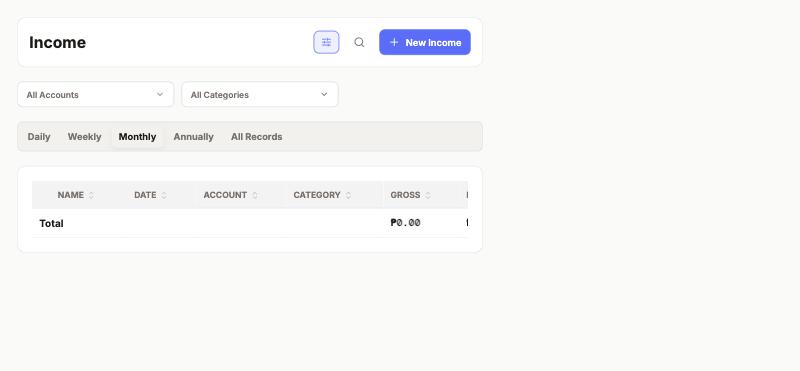 Income
New Income
All Accounts
All Categories
Daily Weekly Monthly Annually All Records
NAME DATE ACCOUNT CATEGORY GROSS
Total ₱0.00